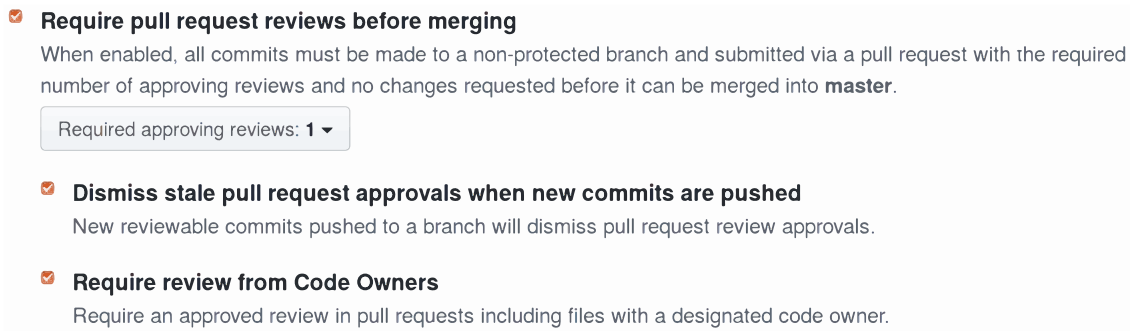 Require pull request reviews before merging
When enabled, all commits must be made to a non-protected branch and submitted via a pull request with the required
number of approving reviews and no changes requested before it can be merged into master.
Required approving reviews: 1
Dismiss stale pull request approvals when new commits are pushed
New reviewable commits pushed to a branch will dismiss pull request review approvals.
Require review from Code Owners
Require an approved review in pull requests including files with a designated code owner.